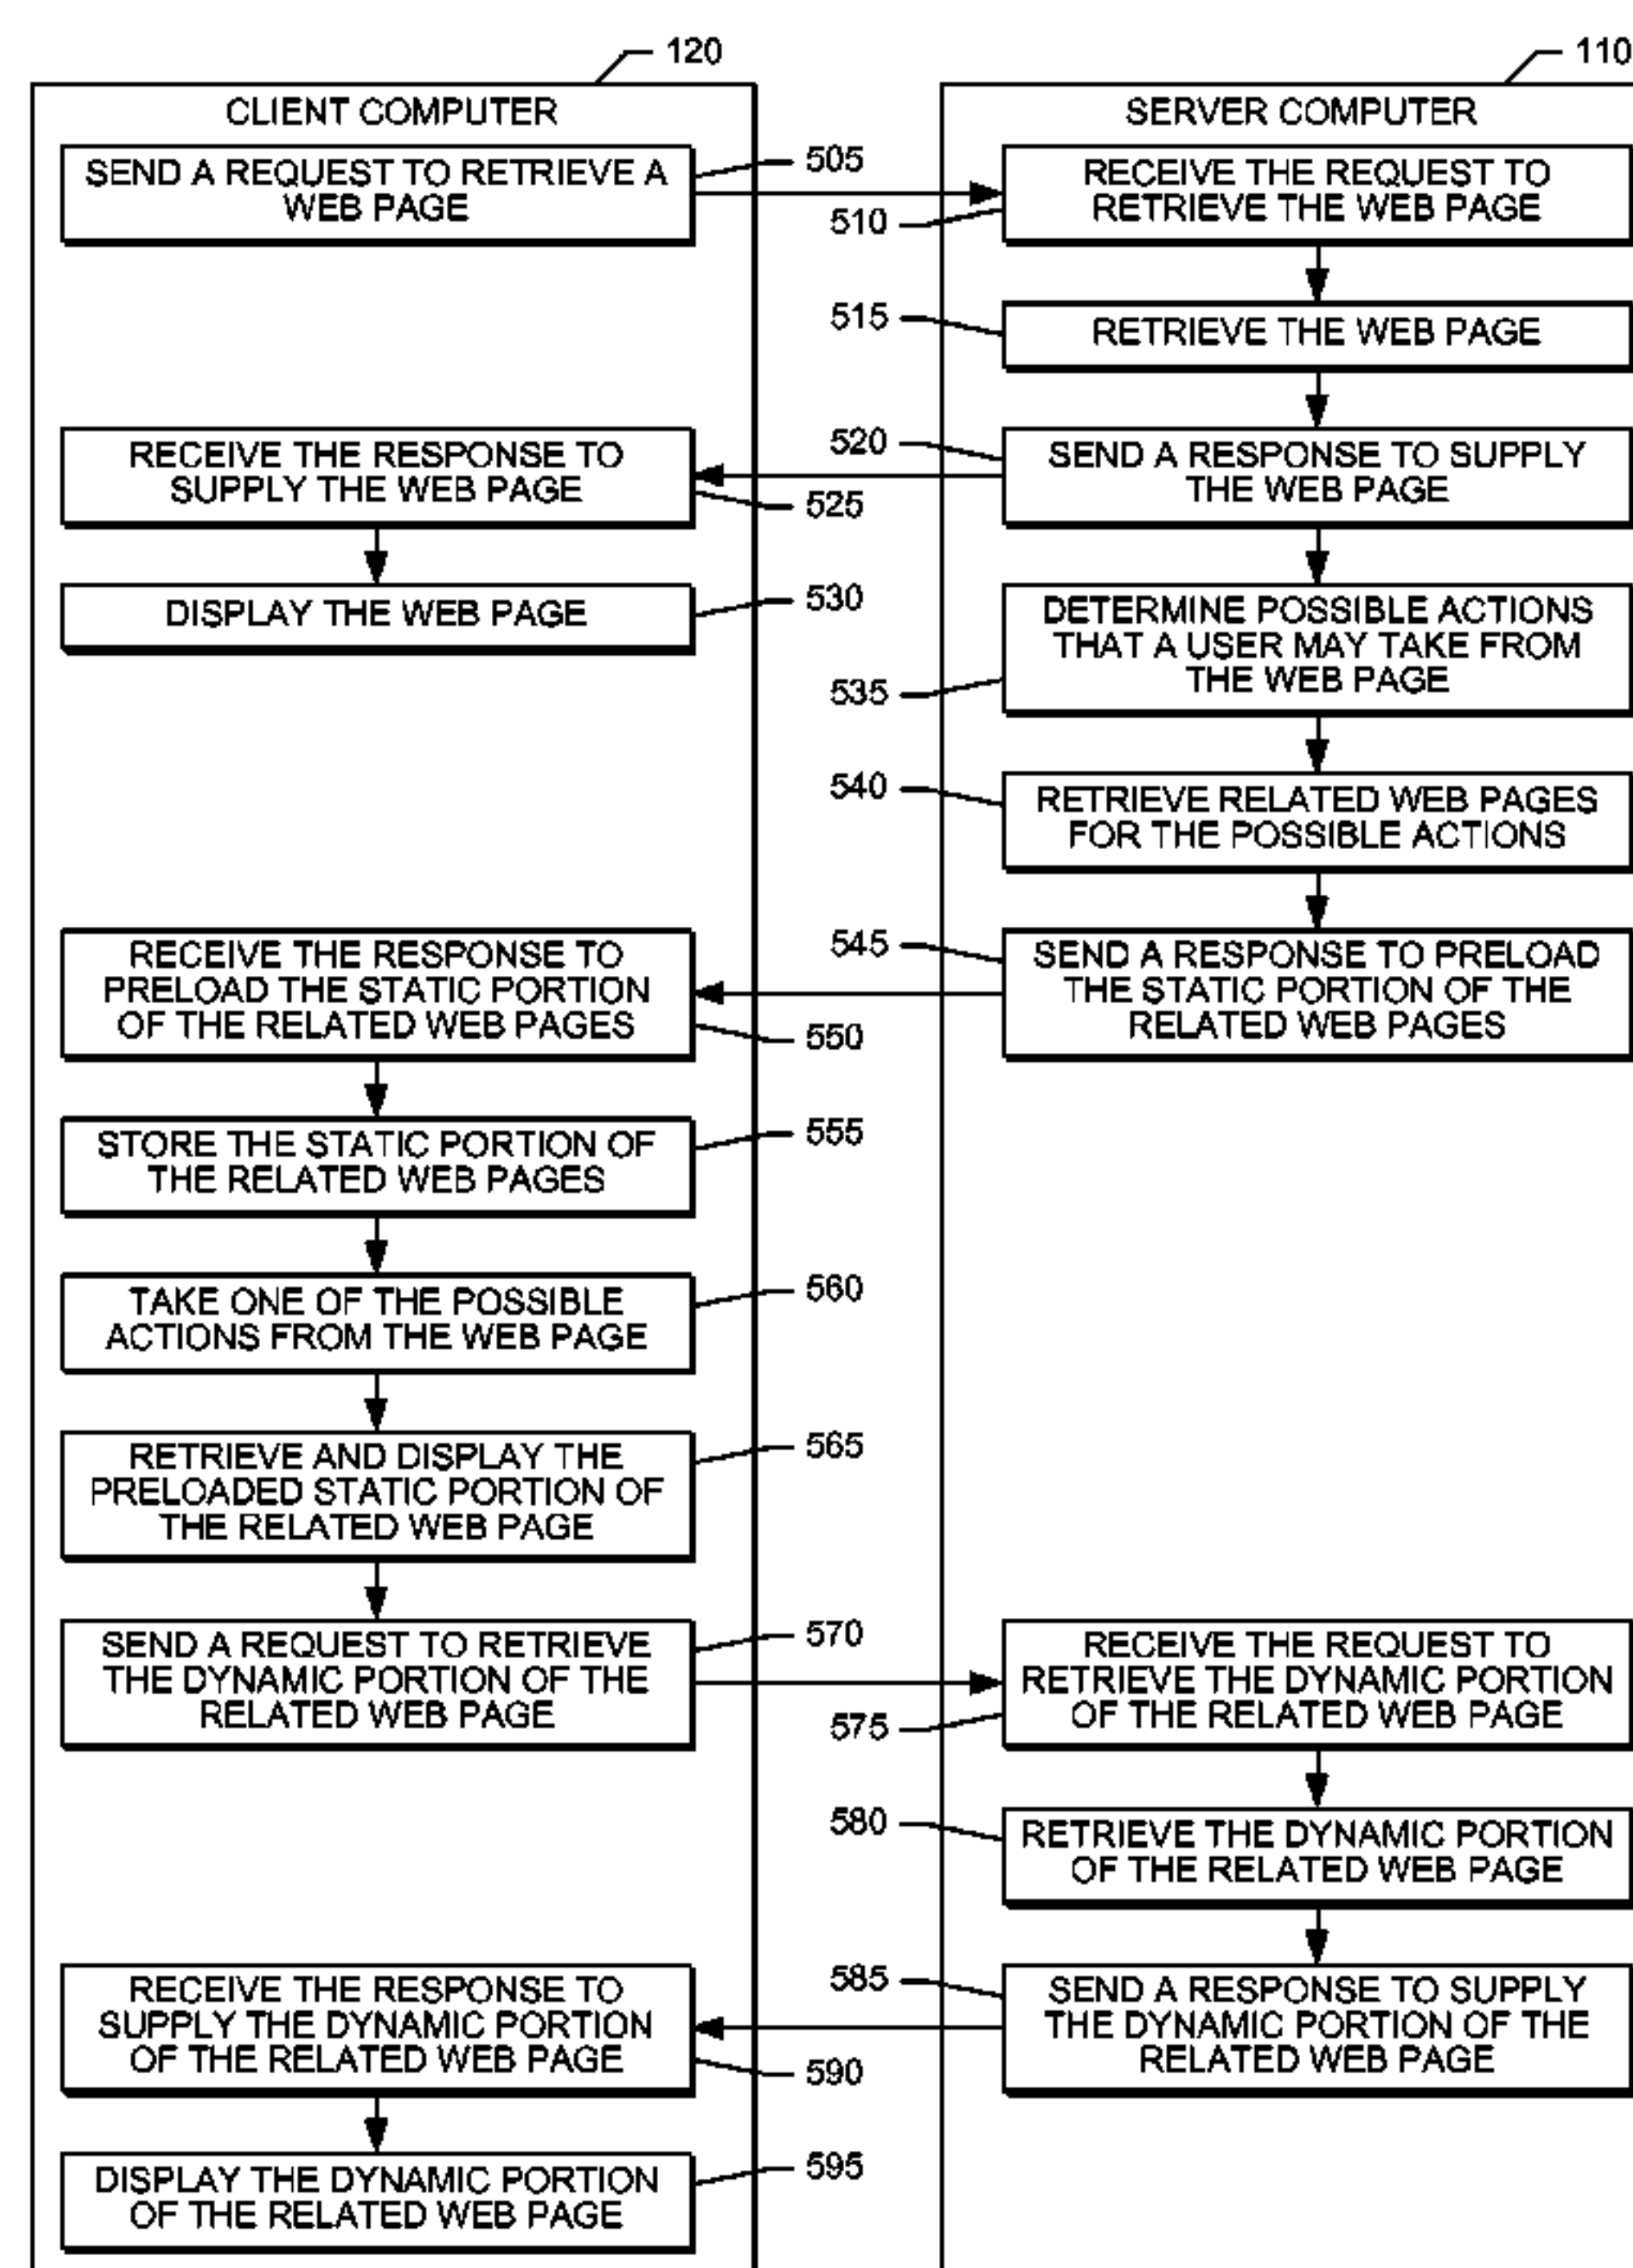 120
110
CLIENT COMPUTER
SERVER COMPUTER
SEND A REQUEST TO RETRIEVE A
WEB PAGE
505
510
RECEIVE THE REQUEST TO
RETRIEVE THE WEB PAGE
515
RETRIEVE THE WEB PAGE
520
SEND A RESPONSE TO SUPPLY
THE WEB PAGE
RECEIVE THE RESPONSE TO
SUPPLY THE WEB PAGE
525
DISPLAY THE WEB PAGE
530
DETERMINE POSSIBLE ACTIONS
THAT A USER MAY TAKE FROM
THE WEB PAGE
535
540
RETRIEVE RELATED WEB PAGES
FOR THE POSSIBLE ACTIONS
545
SEND A RESPONSE TO PRELOAD
THE STATIC PORTION OF THE
RELATED WEB PAGES
RECEIVE THE RESPONSE TO
PRELOAD THE STATIC PORTION
OF THE RELATED WEB PAGES
550
STORE THE STATIC PORTION OF
THE RELATED WEB PAGES
555
TAKE ONE OF THE POSSIBLE
ACTIONS FROM THE WEB PAGE
560
RETRIEVE AND DISPLAY THE
PRELOADED STATIC PORTION OF
THE RELATED WEB PAGE
565
SEND A REQUEST TO RETRIEVE
THE DYNAMIC PORTION OF THE
RELATED WEB PAGE
570
575
RECEIVE THE REQUEST TO
RETRIEVE THE DYNAMIC PORTION
OF THE RELATED WEB PAGE
580
RETRIEVE THE DYNAMIC PORTION
OF THE RELATED WEB PAGE
585
SEND A RESPONSE TO SUPPLY
THE DYNAMIC PORTION OF THE
RELATED WEB PAGE
RECEIVE THE RESPONSE TO
SUPPLY THE DYNAMIC PORTION
OF THE RELATED WEB PAGE
590
DISPLAY THE DYNAMIC PORTION
OF THE RELATED WEB PAGE
595